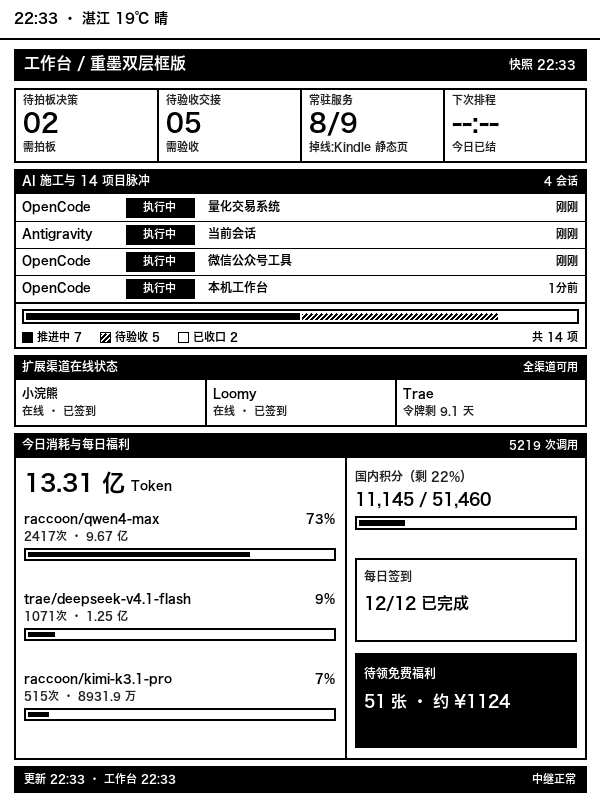 22:33 · 湛江 19℃ 晴
工作台 / 重墨双层框版 快照 22:33
待拍板决策 待验收交接 常驻服务 下次排程
02 05 8/9 --:--
需拍板 需验收 掉线:Kindle 静态页 今日已结
AI 施工与 14 项目脉冲 4 会话
OpenCode 执行中 量化交易系统 刚刚
Antigravity 执行中 当前会话 刚刚
OpenCode 执行中 微信公众号工具 刚刚
OpenCode 执行中 本机工作台 1分前
推进中 7 待验收 5 已收口 2 共 14 项
扩展渠道在线状态 全渠道可用
小浣熊 Loomy Trae
在线 · 已签到 在线 · 已签到 令牌剩 9.1 天
今日消耗与每日福利 5219 次调用
13.31 亿 Token
raccoon/qwen4-max 73%
2417次 · 9.67 亿
trae/deepseek-v4.1-flash 9%
1071次 · 1.25 亿
raccoon/kimi-k3.1-pro 7%
515次 · 8931.9 万
国内积分（剩 22%）
11,145 / 51,460
每日签到
12/12 已完成
待领免费福利
51 张 · 约 ¥1124
更新 22:33 · 工作台 22:33 中继正常